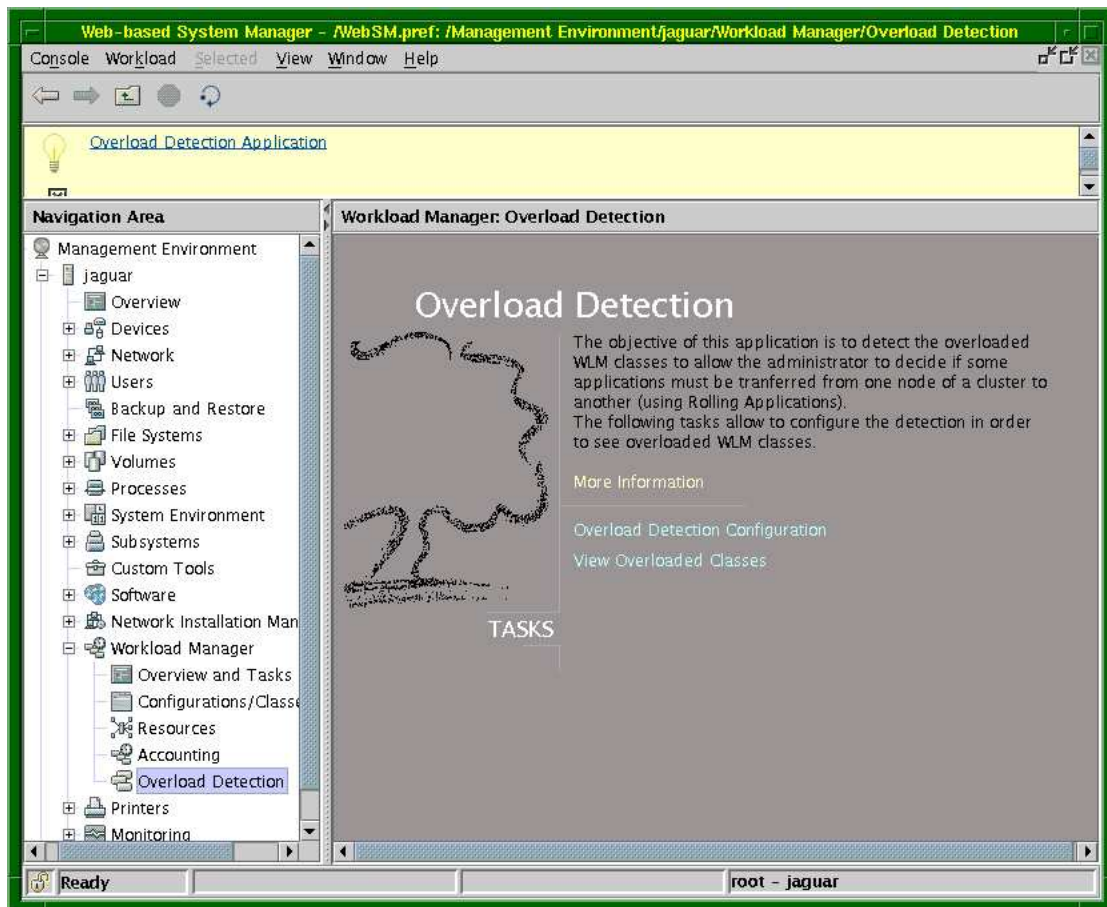 Web-based System Manager - /WebSM.pref: /Management Environment/jaguar/Workload Manager/Overload Detection
Console Workload Selected View Window Help
Overload Detection Application
Navigation Area
Management Environment
jaguar
Overview
Devices
Network
Users
Backup and Restore
File Systems
Volumes
Processes
System Environment
Subsystems
Custom Tools
Software
Network Installation Man
Workload Manager
Overview and Tasks
Configurations/Classe
Resources
Accounting
Overload Detection
Printers
Monitoring
Workload Manager: Overload Detection
Overload Detection
The objective of this application is to detect the overloaded
WLM classes to allow the administrator to decide if some
applications must be tranferred from one node of a cluster to
another (using Rolling Applications).
The following tasks allow to configure the detection in order
to see overloaded WLM classes.
More Information
Overload Detection Configuration
View Overloaded Classes
TASKS
Ready
root - jaguar